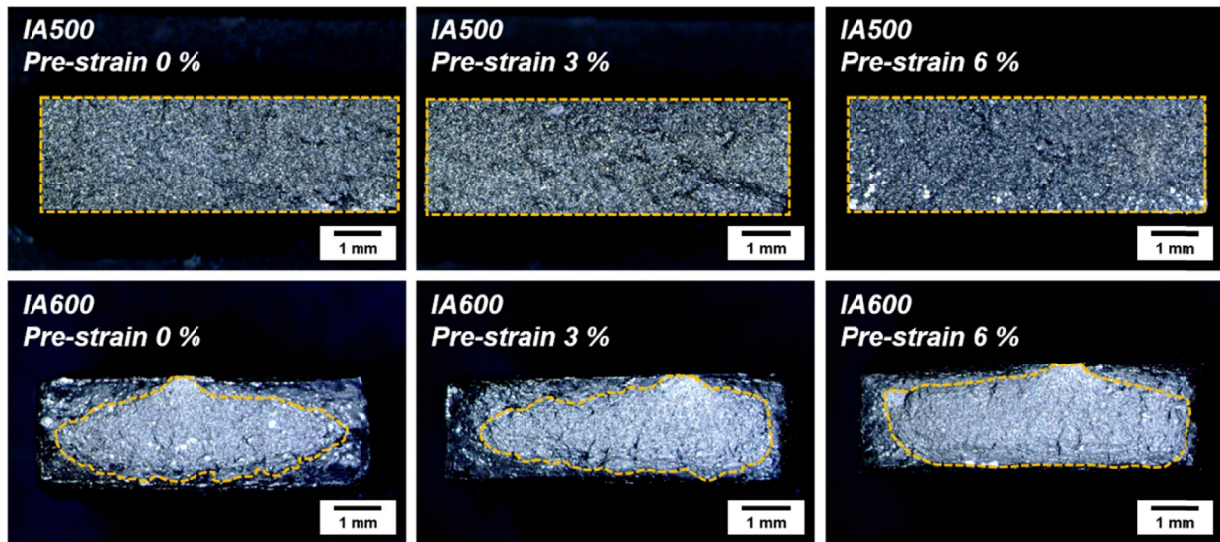 IA500
Pre-strain 0 %
1 mm
IA500
Pre-strain 3 %
1 mm
IA500
Pre-strain 6 %
1 mm
IA600
Pre-strain 0 %
1 mm
IA600
Pre-strain 3 %
1 mm
IA600
Pre-strain 6 %
1 mm